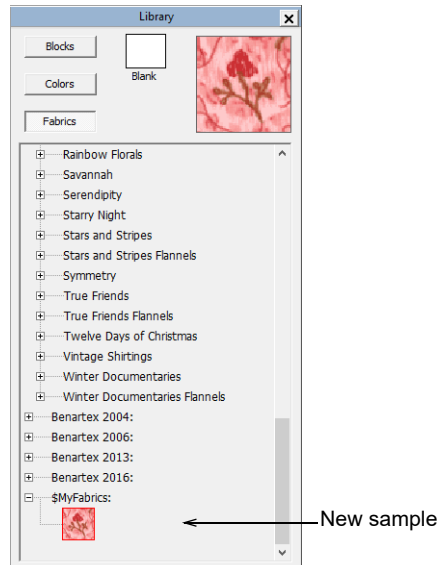 Library
Blocks
Blank
Colors
Fabrics
Rainbow Florals
Savannah
Serendipity
Starry Night
Stars and Stripes
Stars and Stripes Flannels
Symmetry
True Friends
True Friends Flannels
Twelve Days of Christmas
Vintage Shirtings
Winter Documentaries
Winter Documentaries Flannels
Benartex 2004:
Benartex 2006:
Benartex 2013:
Benartex 2016:
$MyFabrics:
New sample